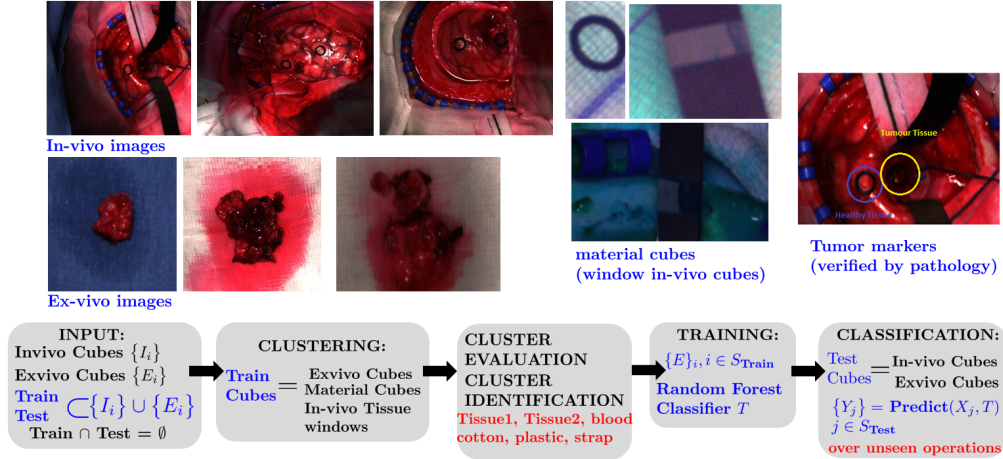 In-vivo images
Ex-vivo images
material cubes
(window in-vivo cubes)
Tumour Tissue
Healthy Tissue
Tumor markers
(verified by pathology)
INPUT:
Invivo Cubes {I_i}
Exvivo Cubes {E_i}
Train
Test ⊂ {I_i} ∪ {E_i}
Train ∩ Test = ∅
CLUSTERING:
Train
Cubes =
Exvivo Cubes
Material Cubes
In-vivo Tissue
windows
CLUSTER
EVALUATION
CLUSTER
IDENTIFICATION
Tissue1, Tissue2, blood
cotton, plastic, strap
TRAINING:
{E}_i, i ∈ S_Train
Random Forest
Classifier T
CLASSIFICATION:
Test
Cubes =
In-vivo Cubes
Exvivo Cubes
{Y_j} = Predict(X_j, T)
j ∈ S_Test
over unseen operations